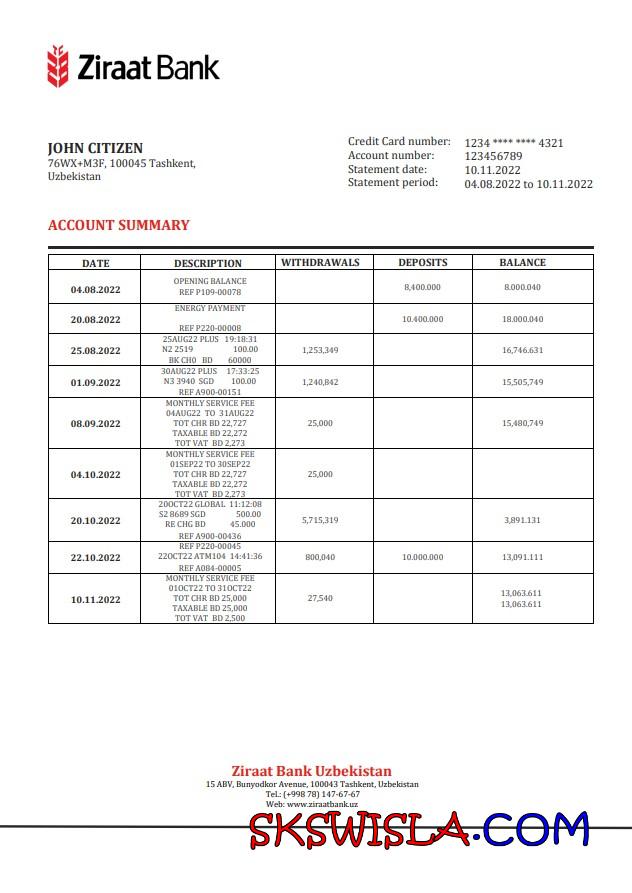 Ziraat Bank
JOHN CITIZEN
76WX+M3F, 100045 Tashkent,
Uzbekistan
Credit Card number: 1234 **** **** 4321
Account number: 123456789
Statement date: 10.11.2022
Statement period: 04.08.2022 to 10.11.2022
ACCOUNT SUMMARY
DATE DESCRIPTION WITHDRAWALS DEPOSITS BALANCE
04.08.2022 OPENING BALANCE 8,400.000 8.000.040
REF P109-00078
20.08.2022 ENERGY PAYMENT 10.400.000 18.000.040
REF P220-00008
25.08.2022 25AUG22 PLUS 19:18:31 1,253,349 16,746.631
N2 2519 100.00
BK CH0 BD 60000
01.09.2022 30AUG22 PLUS 17:33:25 1,240,842 15,505,749
N3 3940 SGD 100.00
REF A900-00151
08.09.2022 MONTHLY SERVICE FEE 25,000 15,480,749
04AUG22 TO 31AUG22
TOT CHR BD 22,727
TAXABLE BD 22,272
TOT VAT BD 2,273
04.10.2022 MONTHLY SERVICE FEE 25,000
01SEP22 TO 30SEP22
TOT CHR BD 22,727
TAXABLE BD 22,272
TOT VAT BD 2,273
20.10.2022 20OCT22 GLOBAL 11:12:08 5,715,319 3,891.131
S2 8689 SGD 500.00
RE CHG BD 45.000
REF A900-00436
22.10.2022 REF P220-00045 800,040 10.000.000 13,091.111
22OCT22 ATM104 14:41:36
REF A084-00005
10.11.2022 MONTHLY SERVICE FEE 27,540 13,063.611
01OCT22 TO 31OCT22 13,063.611
TOT CHR BD 25,000
TAXABLE BD 25,000
TOT VAT BD 2,500
Ziraat Bank Uzbekistan
15 ABV, Bunyodkor Avenue, 100043 Tashkent, Uzbekistan
Tel.: (+998 78) 147-67-67
Web: www.ziraatbank.uz
SKSWISLA.COM